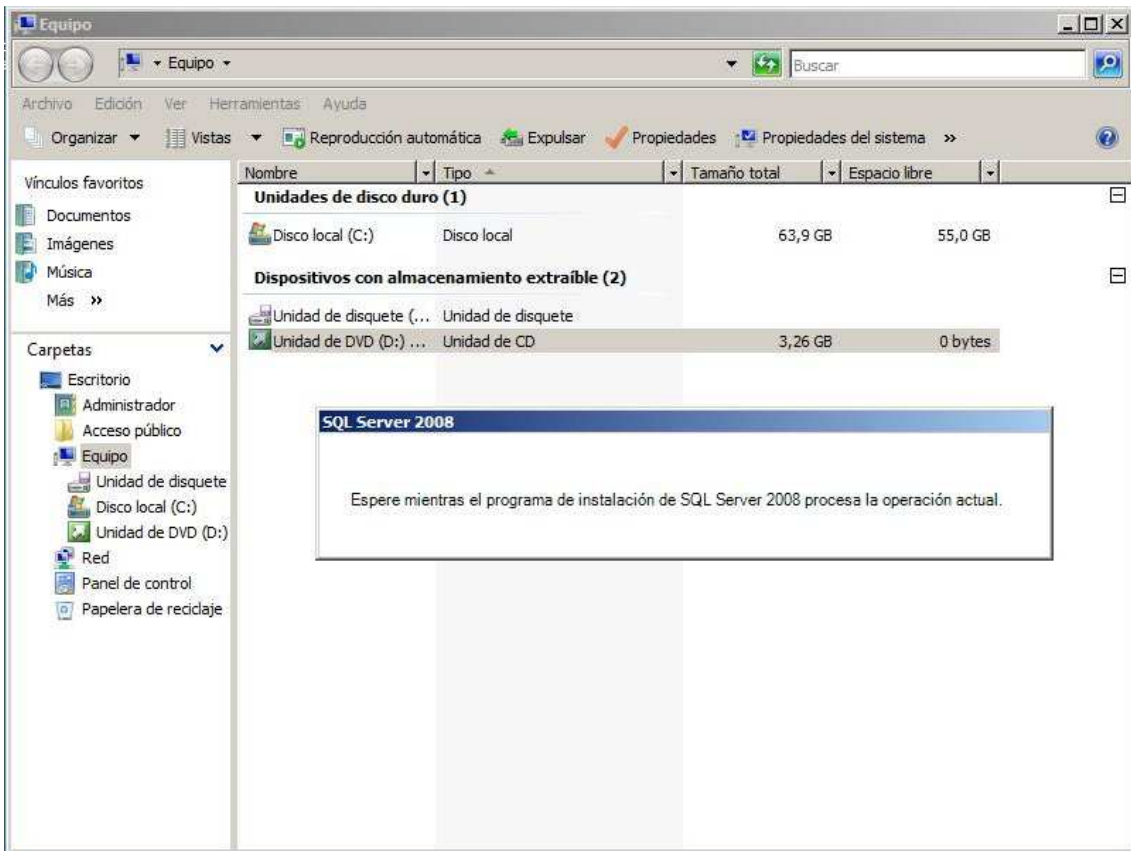 Equipo
Equipo
Buscar
Archivo Edición Ver Herramientas Ayuda
Organizar Vistas Reproducción automática Expulsar Propiedades Propiedades del sistema »
Vínculos favoritos
Documentos
Imágenes
Música
Más »
Carpetas
Escritorio
Administrador
Acceso público
Equipo
Unidad de disquete
Disco local (C:)
Unidad de DVD (D:)
Red
Panel de control
Papelera de reciclaje
Nombre Tipo Tamaño total Espacio libre
Unidades de disco duro (1)
Disco local (C:) Disco local 63,9 GB 55,0 GB
Dispositivos con almacenamiento extraíble (2)
Unidad de disquete (... Unidad de disquete
Unidad de DVD (D:) ... Unidad de CD 3,26 GB 0 bytes
SQL Server 2008
Espere mientras el programa de instalación de SQL Server 2008 procesa la operación actual.